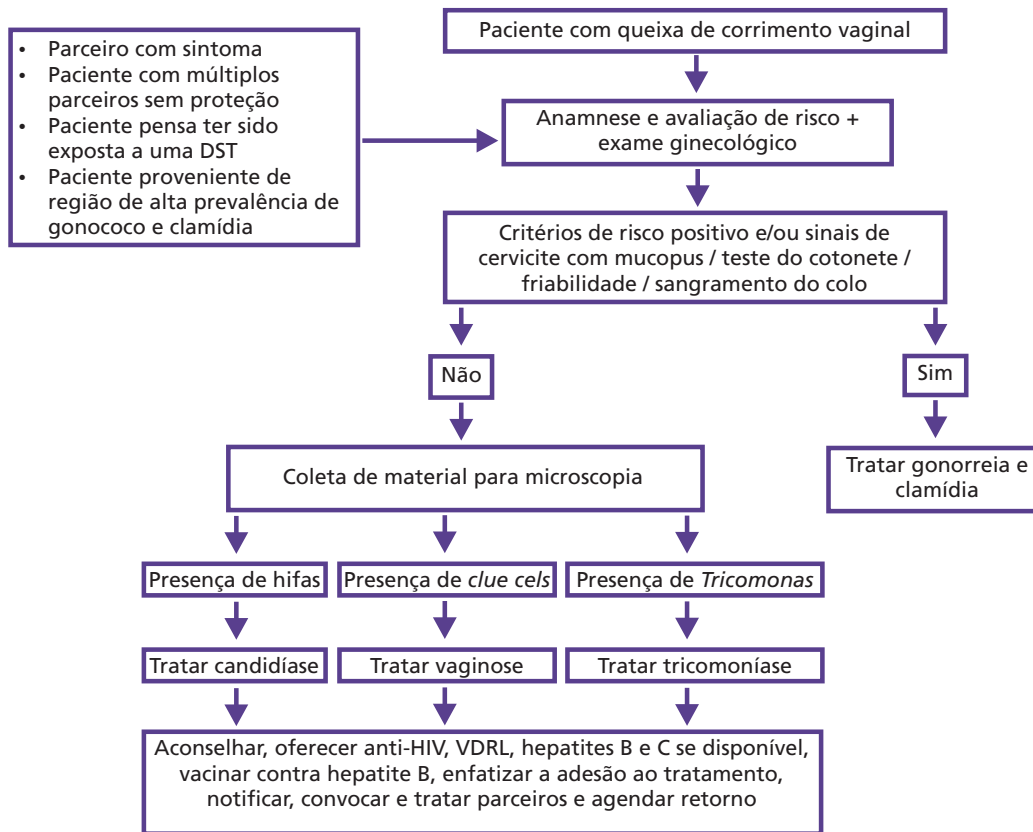 • Parceiro com sintoma
• Paciente com múltiplos
parceiros sem proteção
• Paciente pensa ter sido
exposta a uma DST
• Paciente proveniente de
região de alta prevalência de
gonococo e clamídia
Paciente com queixa de corrimento vaginal
Anamnese e avaliação de risco +
exame ginecológico
Critérios de risco positivo e/ou sinais de
cervicite com mucopus / teste do cotonete /
friabilidade / sangramento do colo
Não
Sim
Coleta de material para microscopia
Tratar gonorreia e
clamídia
Presença de hifas
Presença de clue cels
Presença de Tricomonas
Tratar candidíase
Tratar vaginose
Tratar tricomoníase
Aconselhar, oferecer anti-HIV, VDRL, hepatites B e C se disponível,
vacinar contra hepatite B, enfatizar a adesão ao tratamento,
notificar, convocar e tratar parceiros e agendar retorno